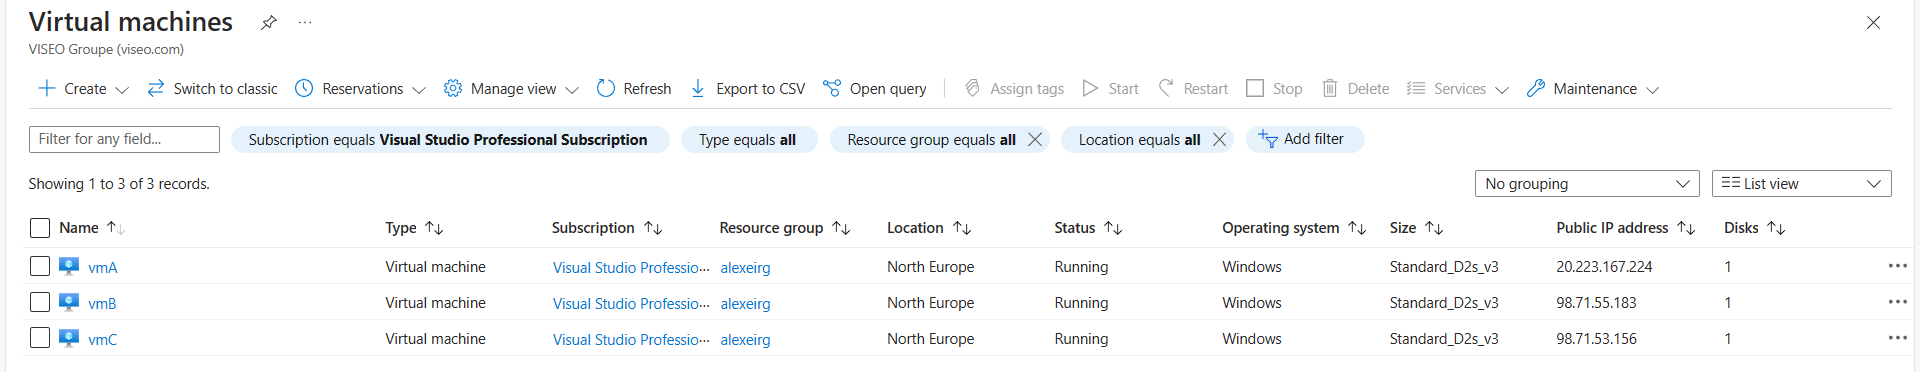 Virtual machines ...
VISEO Groupe (viseo.com)
Create Switch to classic Reservations Manage view Refresh Export to CSV Open query Assign tags Start Restart Stop Delete Services Maintenance
Filter for any field... Subscription equals Visual Studio Professional Subscription Type equals all Resource group equals all Location equals all Add filter
Showing 1 to 3 of 3 records. No grouping List view
Name Type Subscription Resource group Location Status Operating system Size Public IP address Disks
vmA Virtual machine Visual Studio Professio... alexeirg North Europe Running Windows Standard_D2s_v3 20.223.167.224 1 ...
vmB Virtual machine Visual Studio Professio... alexeirg North Europe Running Windows Standard_D2s_v3 98.71.55.183 1 ...
vmC Virtual machine Visual Studio Professio... alexeirg North Europe Running Windows Standard_D2s_v3 98.71.53.156 1 ...